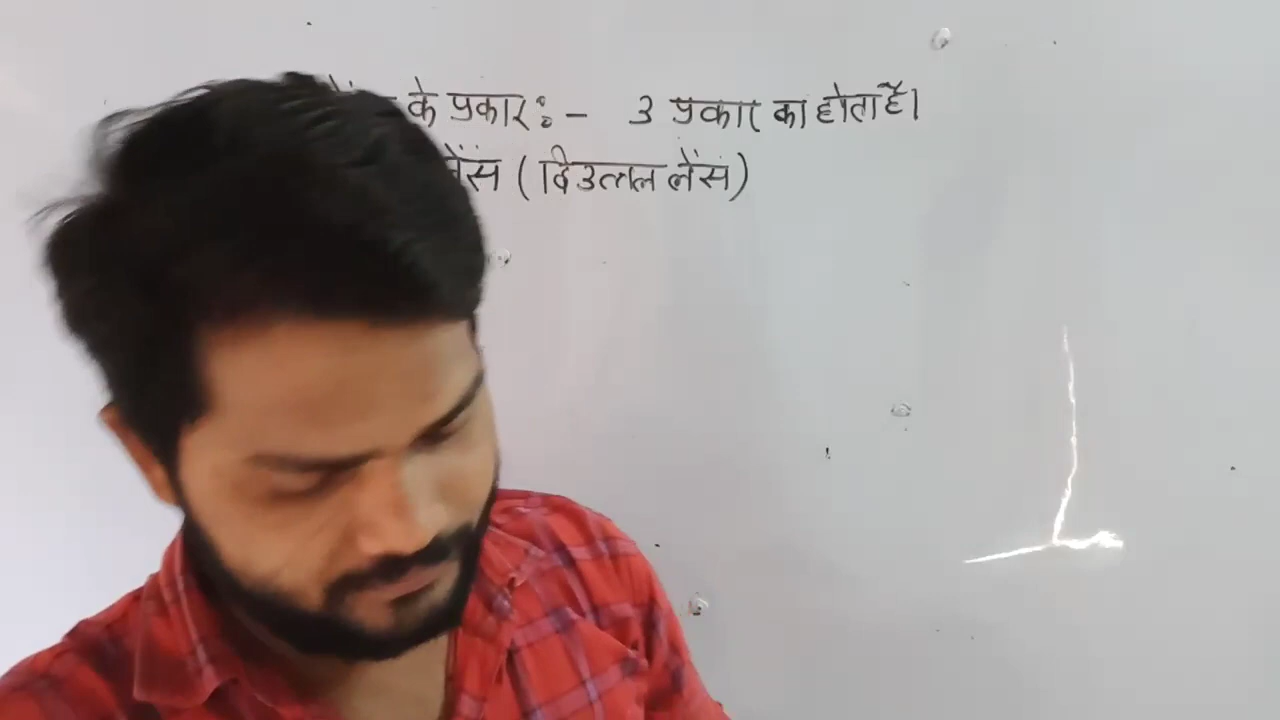 के प्रकार:- 3 प्रकार का होता है।
लेंस (दिउत्तल लेंस)